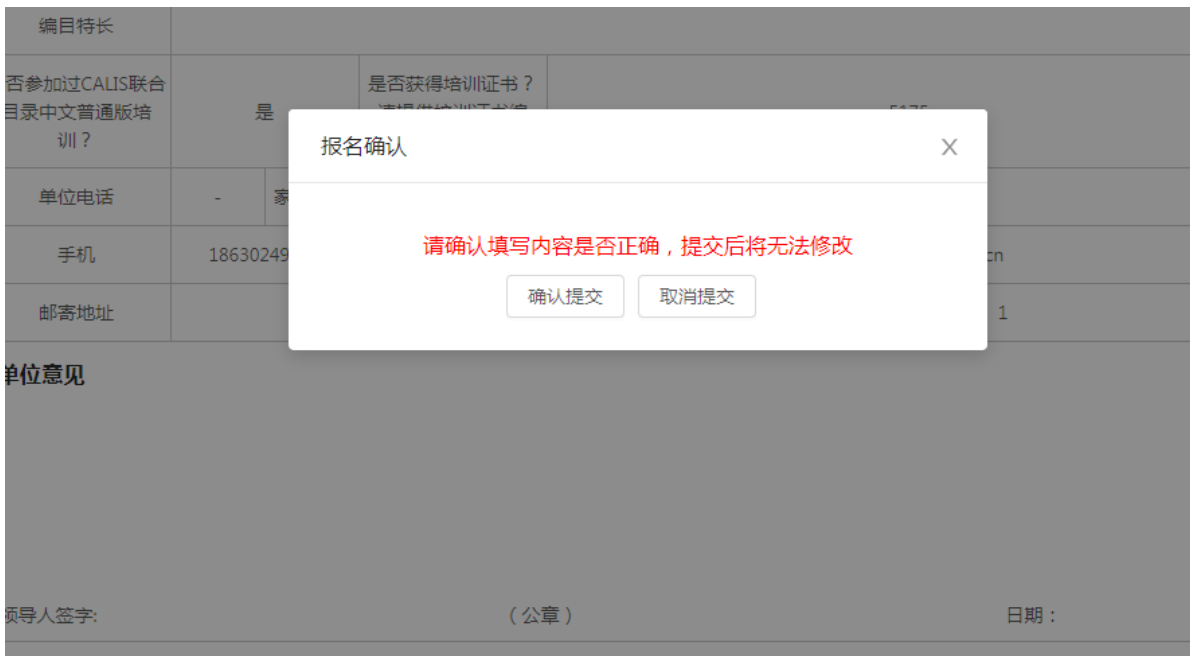 编目特长
否参加过CALIS联合
目录中文普通版培
训？
是
是否获得培训证书？
报名确认
X
单位电话
-
家
请确认填写内容是否正确，提交后将无法修改
手机
18630249
cn
确认提交
取消提交
邮寄地址
1
单位意见
领导人签字:
（公章）
日期：